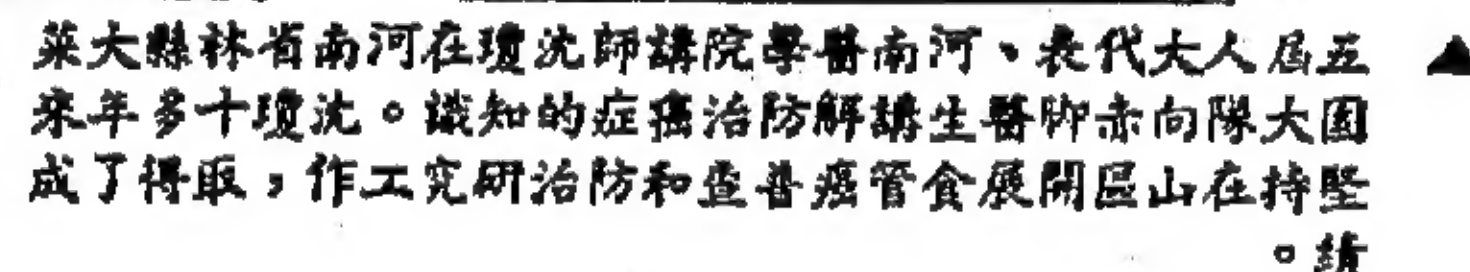 ▲五屆人大代表、河南醫學院講師沈瓊在河南省林縣大菜
園大隊向赤脚醫生講解防治癌症的知識。沈瓊十多年來
堅持在山區開展食管癌普查和防治研究工作，取得了成
績。